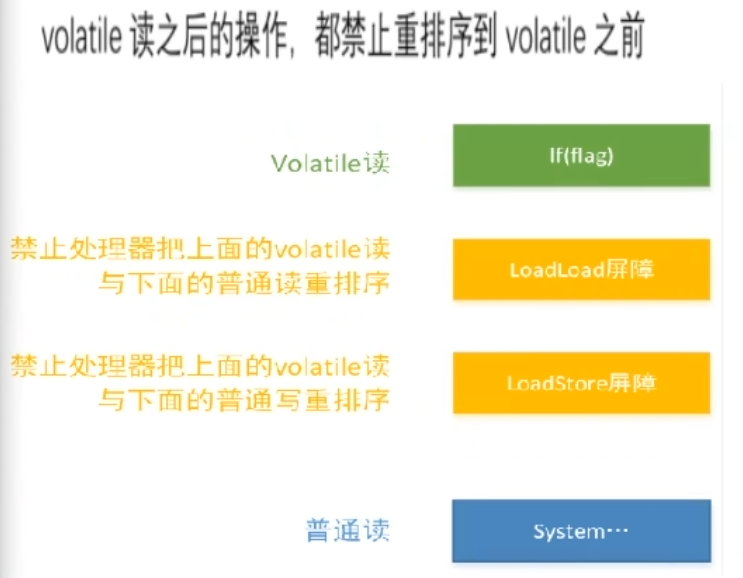 volatile 读之后的操作，都禁止重排序到 volatile 之前
Volatile读
If(flag)
禁止处理器把上面的volatile读
与下面的普通读重排序
LoadLoad屏障
禁止处理器把上面的volatile读
与下面的普通写重排序
LoadStore屏障
普通读
System…